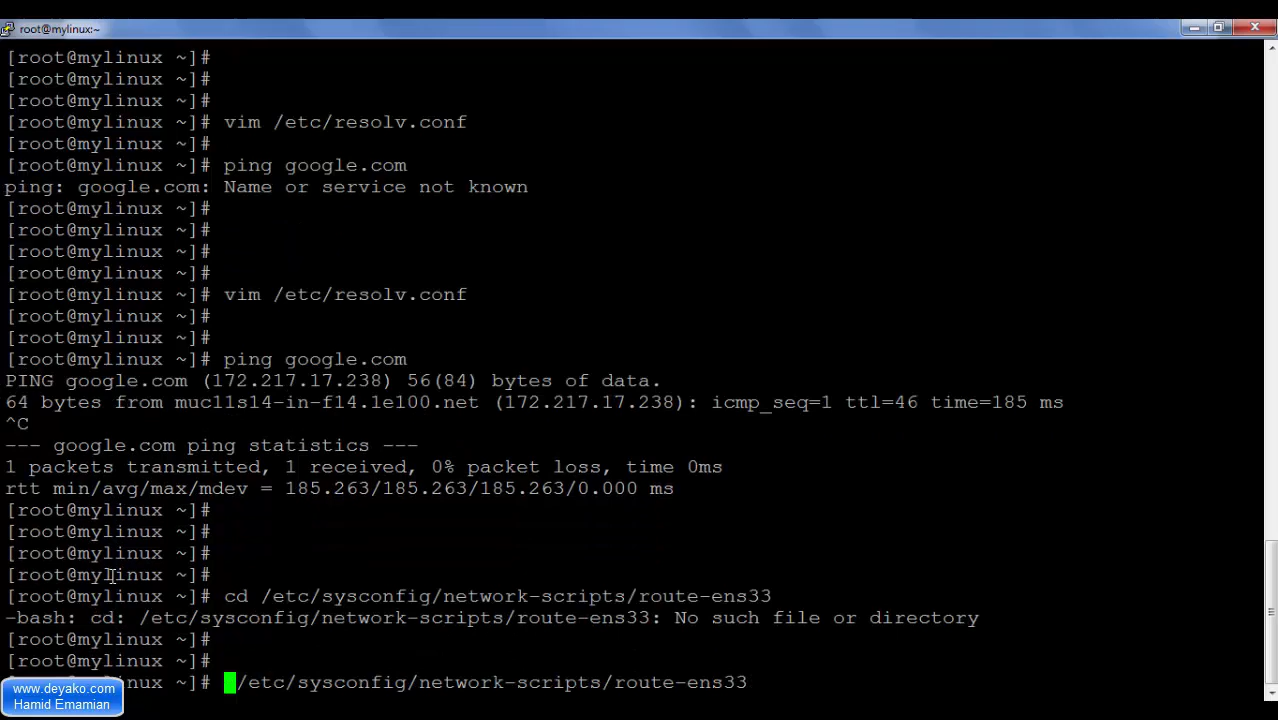 root@mylinux:~
[root@mylinux ~]#
[root@mylinux ~]#
[root@mylinux ~]#
[root@mylinux ~]# vim /etc/resolv.conf
[root@mylinux ~]#
[root@mylinux ~]# ping google.com
ping: google.com: Name or service not known
[root@mylinux ~]#
[root@mylinux ~]#
[root@mylinux ~]#
[root@mylinux ~]#
[root@mylinux ~]# vim /etc/resolv.conf
[root@mylinux ~]#
[root@mylinux ~]#
[root@mylinux ~]# ping google.com
PING google.com (172.217.17.238) 56(84) bytes of data.
64 bytes from muc11s14-in-f14.1e100.net (172.217.17.238): icmp_seq=1 ttl=46 time=185 ms
^C
--- google.com ping statistics ---
1 packets transmitted, 1 received, 0% packet loss, time 0ms
rtt min/avg/max/mdev = 185.263/185.263/185.263/0.000 ms
[root@mylinux ~]#
[root@mylinux ~]#
[root@mylinux ~]#
[root@mylinux ~]#
[root@mylinux ~]# cd /etc/sysconfig/network-scripts/route-ens33
-bash: cd: /etc/sysconfig/network-scripts/route-ens33: No such file or directory
[root@mylinux ~]#
[root@mylinux ~]#
[root@mylinux ~]# /etc/sysconfig/network-scripts/route-ens33
www.deyako.com
Hamid Emamian